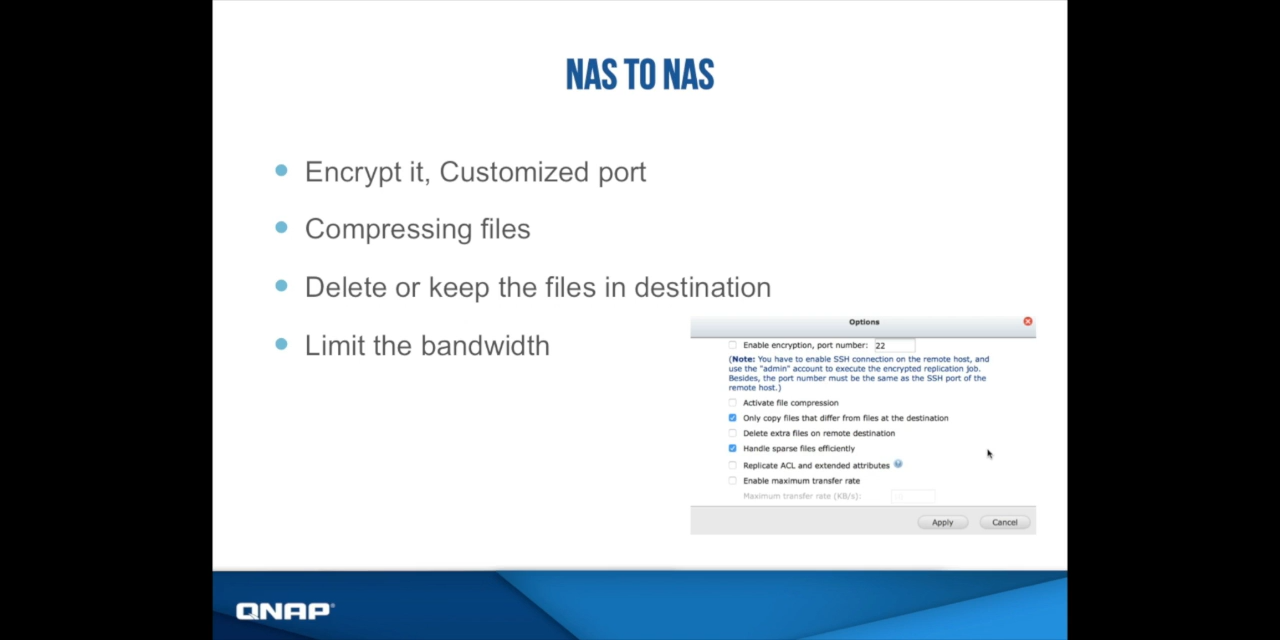 NAS TO NAS
Encrypt it, Customized port
Compressing files
Delete or keep the files in destination
Limit the bandwidth
Options
Enable encryption, port number: 22
(Note: You have to enable SSH connection on the remote host, and
use the "admin" account to execute the encrypted replication job.
Besides, the port number must be the same as the SSH port of the
remote host.)
Activate file compression
Only copy files that differ from files at the destination
Delete extra files on remote destination
Handle sparse files efficiently
Replicate ACL and extended attributes
Enable maximum transfer rate
Maximum transfer rate (KB/s):
Apply Cancel
QNAP